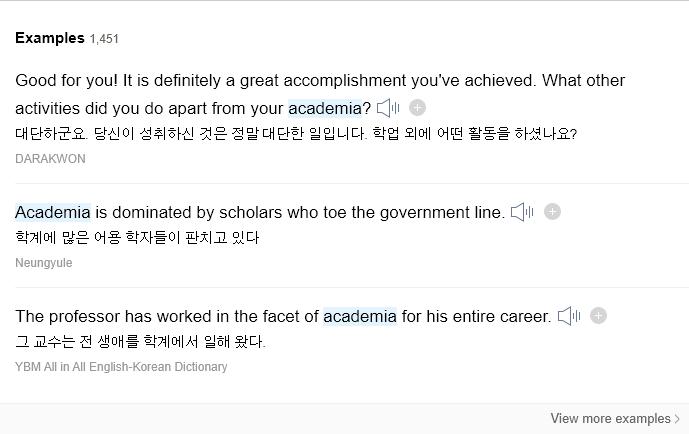 Examples 1,451
Good for you! It is definitely a great accomplishment you've achieved. What other
activities did you do apart from your academia?
대단하군요. 당신이 성취하신 것은 정말 대단한 일입니다. 학업 외에 어떤 활동을 하셨나요?
DARAKWON
Academia is dominated by scholars who toe the government line.
학계에 많은 어용 학자들이 판치고 있다
Neungyule
The professor has worked in the facet of academia for his entire career.
그 교수는 전 생애를 학계에서 일해 왔다.
YBM All in All English-Korean Dictionary
View more examples